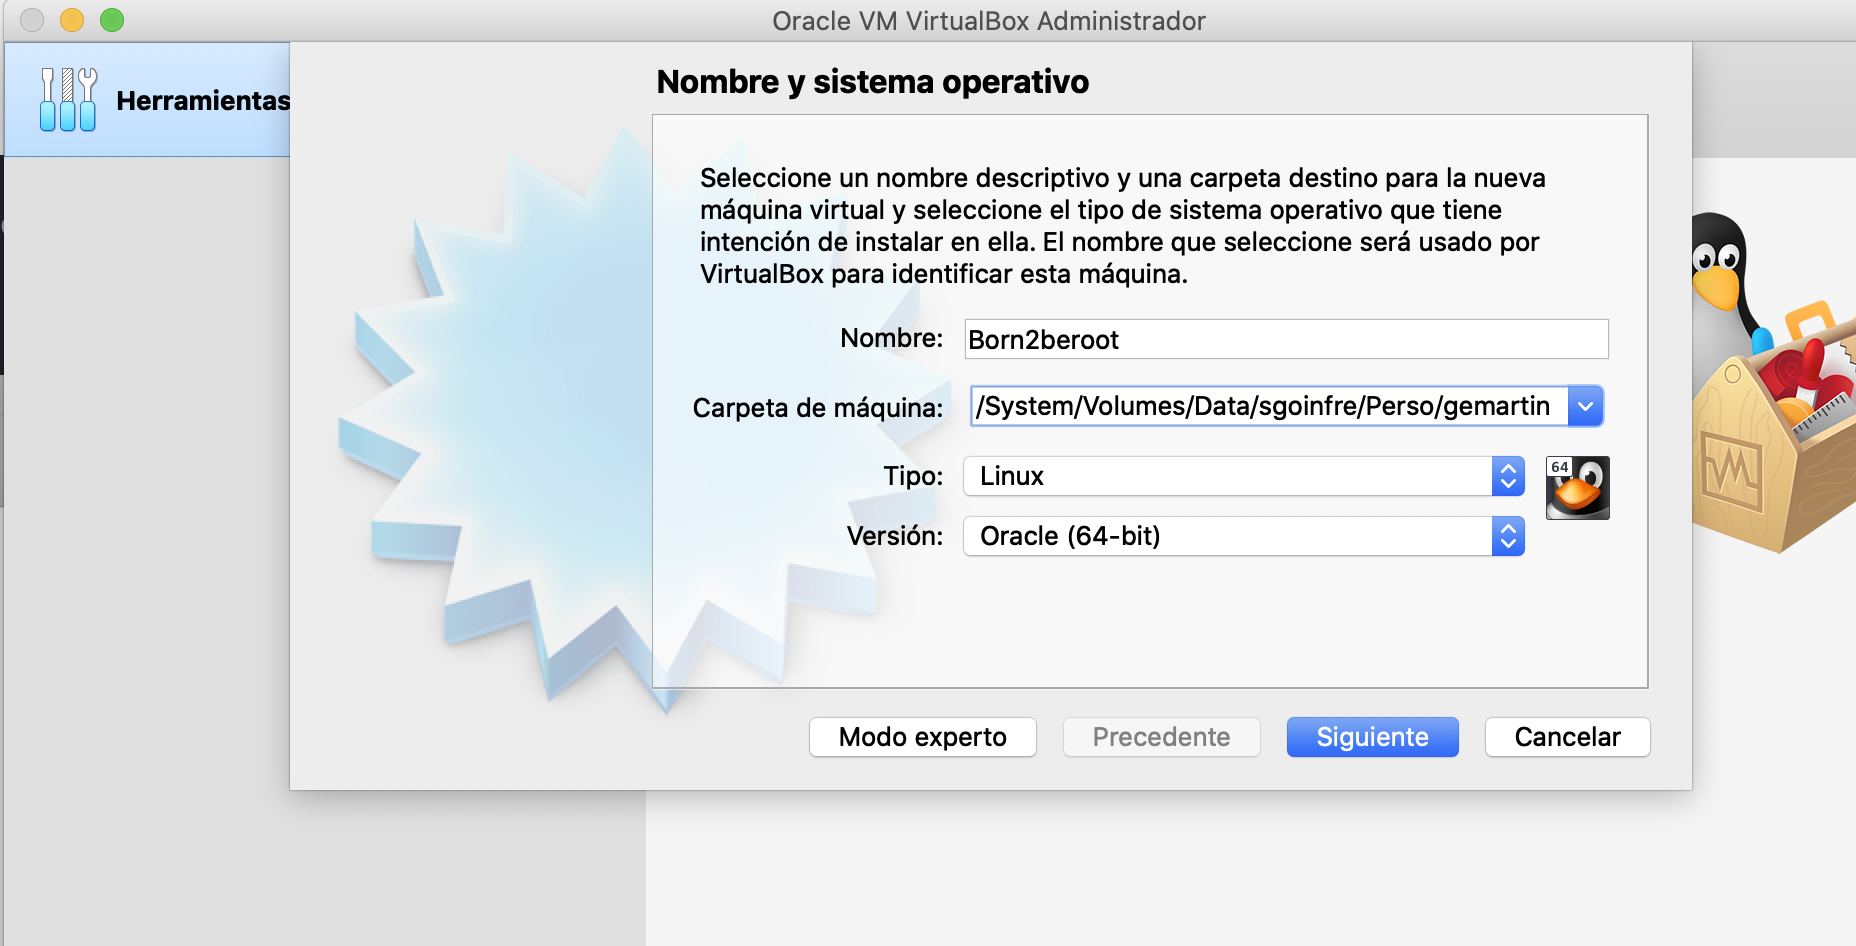 Oracle VM VirtualBox Administrador
Herramientas
Nombre y sistema operativo
Seleccione un nombre descriptivo y una carpeta destino para la nueva
máquina virtual y seleccione el tipo de sistema operativo que tiene
intención de instalar en ella. El nombre que seleccione será usado por
VirtualBox para identificar esta máquina.
Nombre: Born2beroot
Carpeta de máquina: /System/Volumes/Data/sgoinfre/Perso/gemartin
Tipo: Linux
64
Versión: Oracle (64-bit)
Modo experto Precedente Siguiente Cancelar